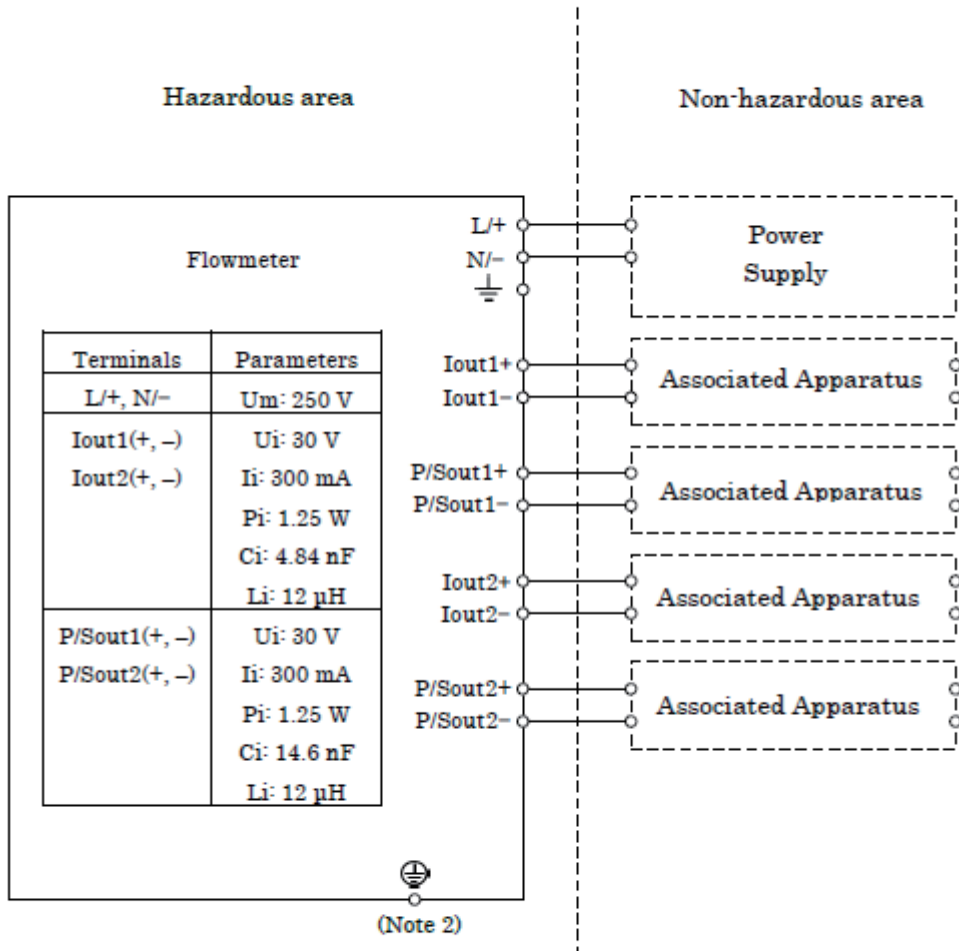 Hazardous area
Non-hazardous area
Flowmeter
L/+
N/−
Power
Supply
Terminals Parameters
L/+, N/− Um: 250 V
Iout1(+, −) Ui: 30 V
Iout2(+, −) Ii: 300 mA
Pi: 1.25 W
Ci: 4.84 nF
Li: 12 µH
P/Sout1(+, −) Ui: 30 V
P/Sout2(+, −) Ii: 300 mA
Pi: 1.25 W
Ci: 14.6 nF
Li: 12 µH
Iout1+
Iout1−
Associated Apparatus
P/Sout1+
P/Sout1−
Associated Apparatus
Iout2+
Iout2−
Associated Apparatus
P/Sout2+
P/Sout2−
Associated Apparatus
(Note 2)